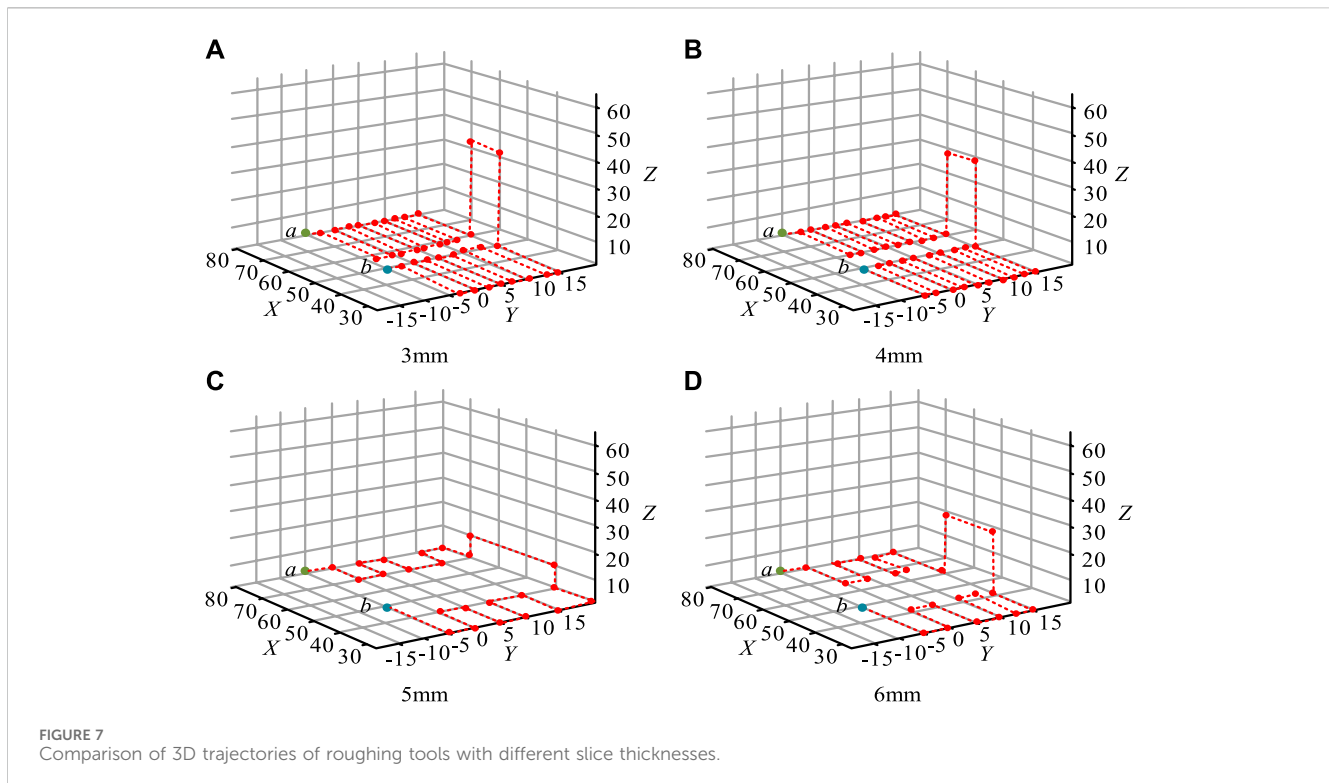 A
B
60
50
40
30
20
10
Z
a
b
80
70
60
50
40
30
X
-15
-10
-5
0
5
10
15
Y
3mm
60
50
40
30
20
10
Z
a
b
80
70
60
50
40
30
X
-15
-10
-5
0
5
10
15
Y
4mm
C
D
60
50
40
30
20
10
Z
a
b
80
70
60
50
40
30
X
-15
-10
-5
0
5
10
15
Y
5mm
60
50
40
30
20
10
Z
a
b
80
70
60
50
40
30
X
-15
-10
-5
0
5
10
15
Y
6mm
FIGURE 7
Comparison of 3D trajectories of roughing tools with different slice thicknesses.